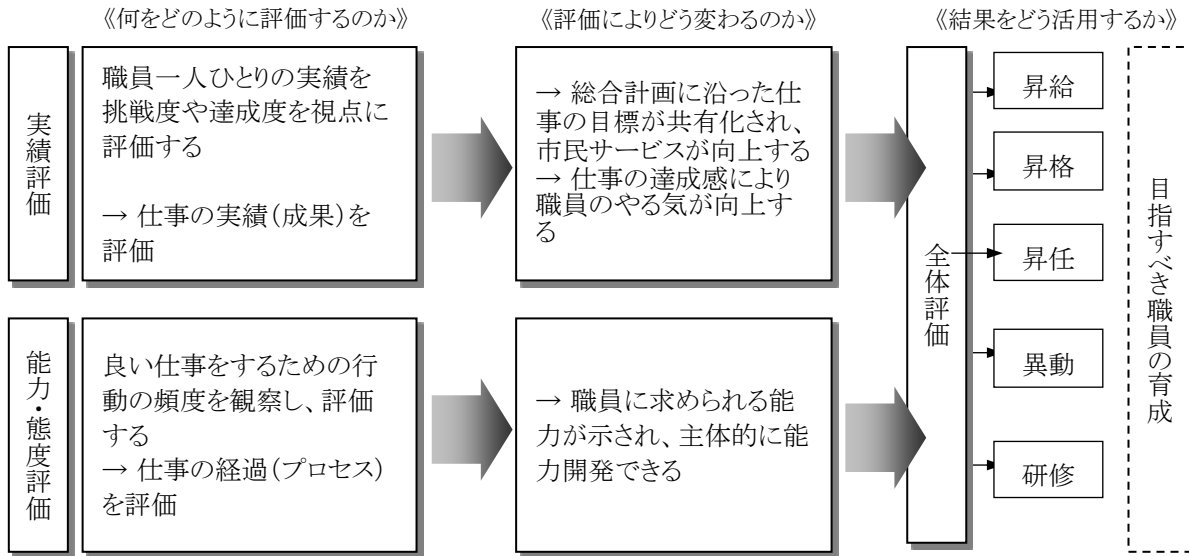 《何をどのように評価するのか》
《評価によりどう変わるのか》
《結果をどう活用するか》
実績評価
職員一人ひとりの実績を
挑戦度や達成度を視点に
評価する
→ 仕事の実績(成果)を
評価
→ 総合計画に沿った仕
事の目標が共有化され、
市民サービスが向上する
→ 仕事の達成感により
職員のやる気が向上す
る
能力・態度評価
良い仕事をするための行
動の頻度を観察し、評価
する
→ 仕事の経過(プロセス)
を評価
→ 職員に求められる能
力が示され、主体的に能
力開発できる
全体評価
昇給
昇格
昇任
異動
研修
目指すべき職員の育成